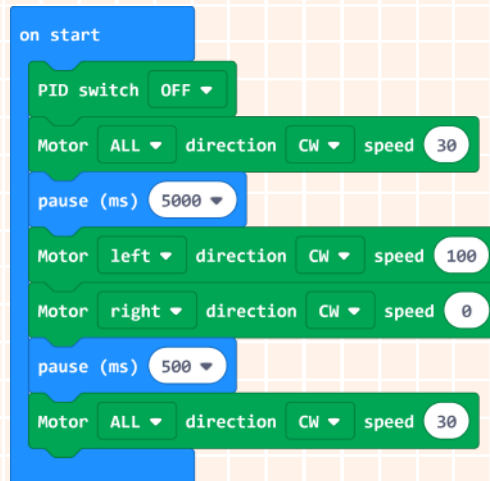 on start
PID switch OFF
Motor ALL direction CW speed 30
pause (ms) 5000
Motor left direction CW speed 100
Motor right direction CW speed 0
pause (ms) 500
Motor ALL direction CW speed 30